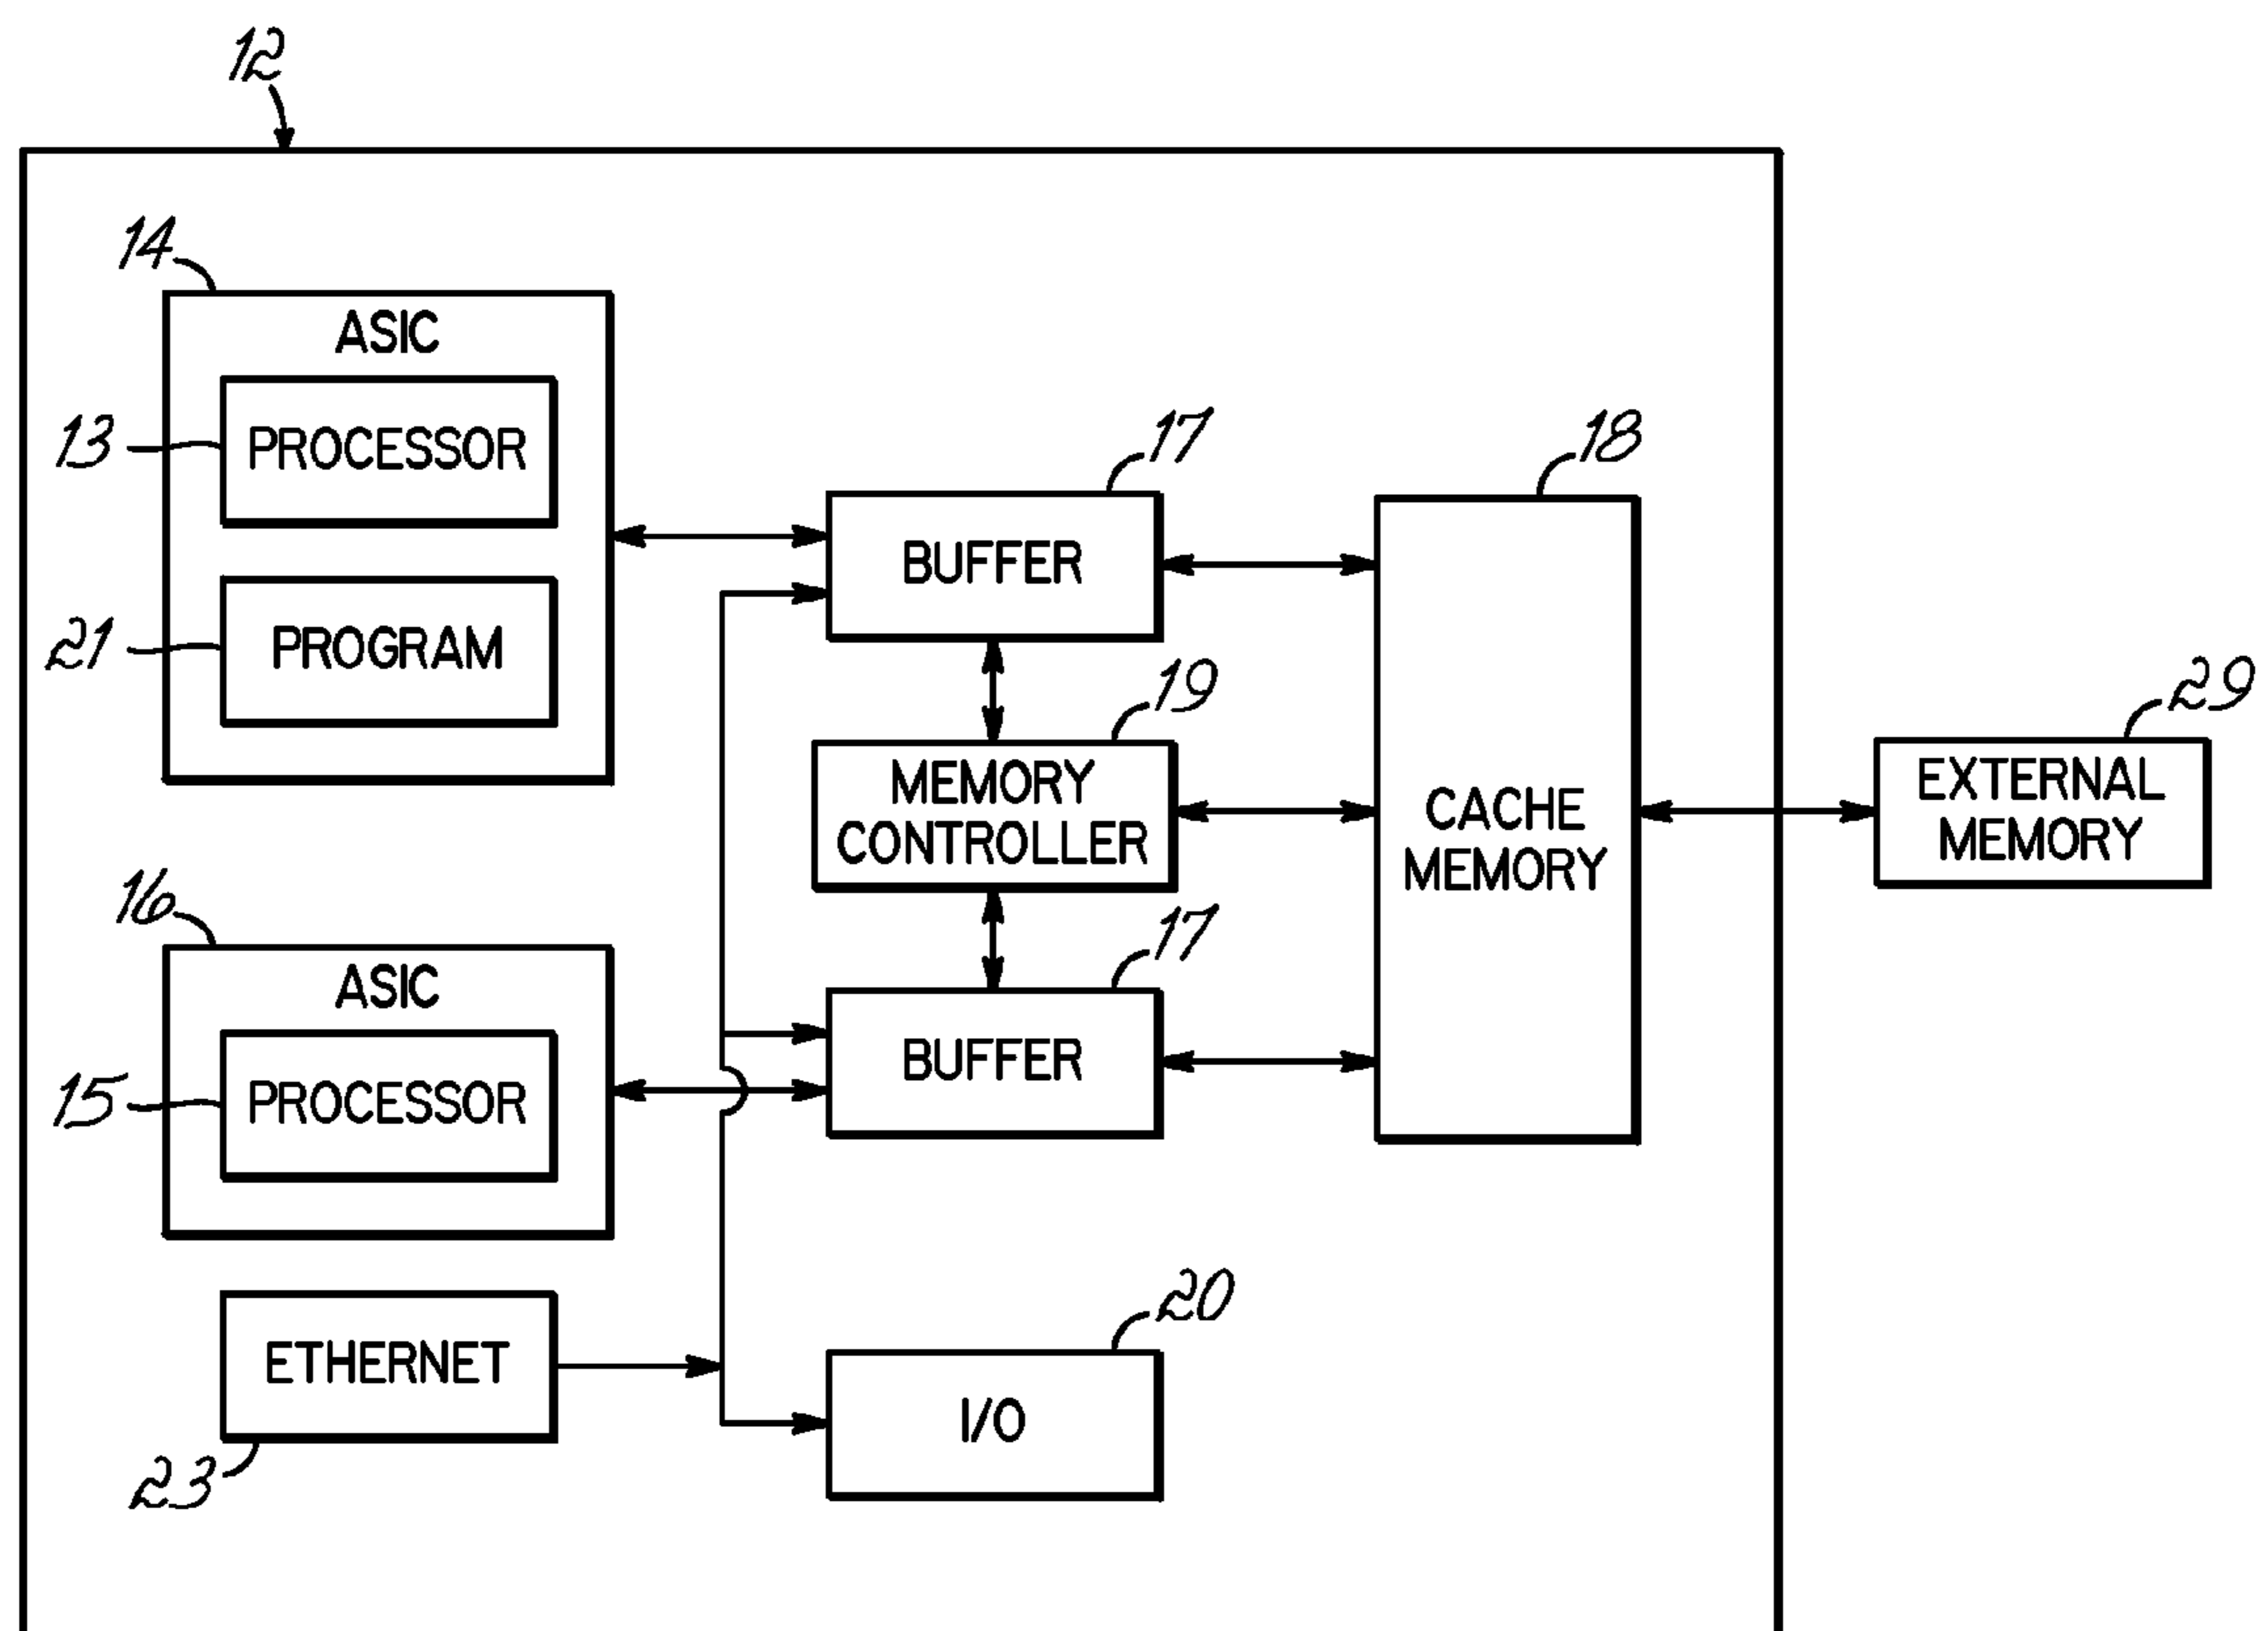 12
14
ASIC
13
PROCESSOR
21
PROGRAM
17
BUFFER
18
19
MEMORY
CONTROLLER
CACHE
MEMORY
29
EXTERNAL
MEMORY
16
ASIC
15
PROCESSOR
17
BUFFER
ETHERNET
23
20
I/O